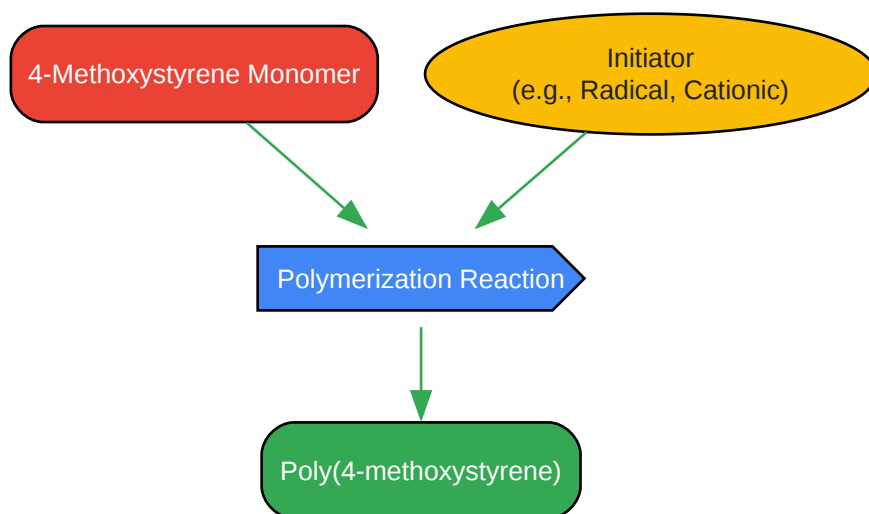 4-Methoxystyrene Monomer
Initiator
(e.g., Radical, Cationic)
Polymerization Reaction
Poly(4-methoxystyrene)